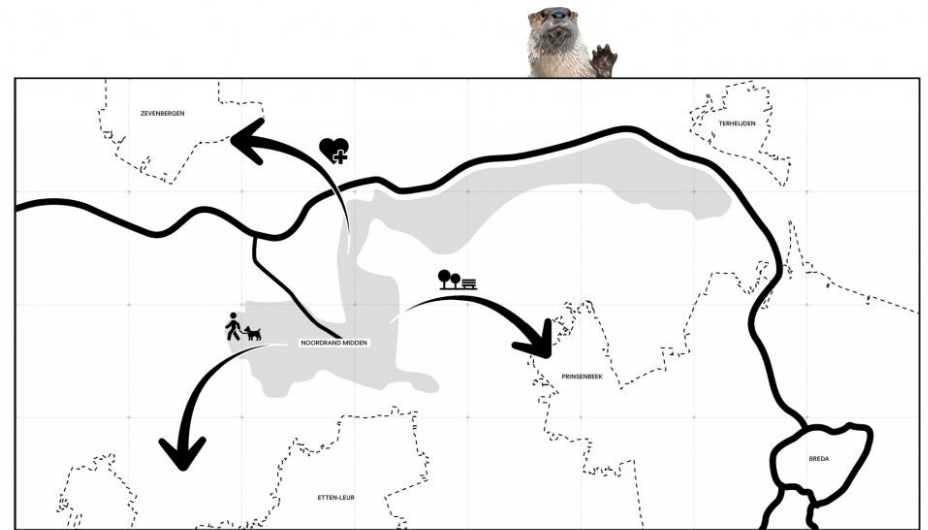 ZEVENBERGEN
TERHEIJDEN
NOORDRAND MIDDEN
PRINSENBEEK
BREDA
ETTEN-LEUR